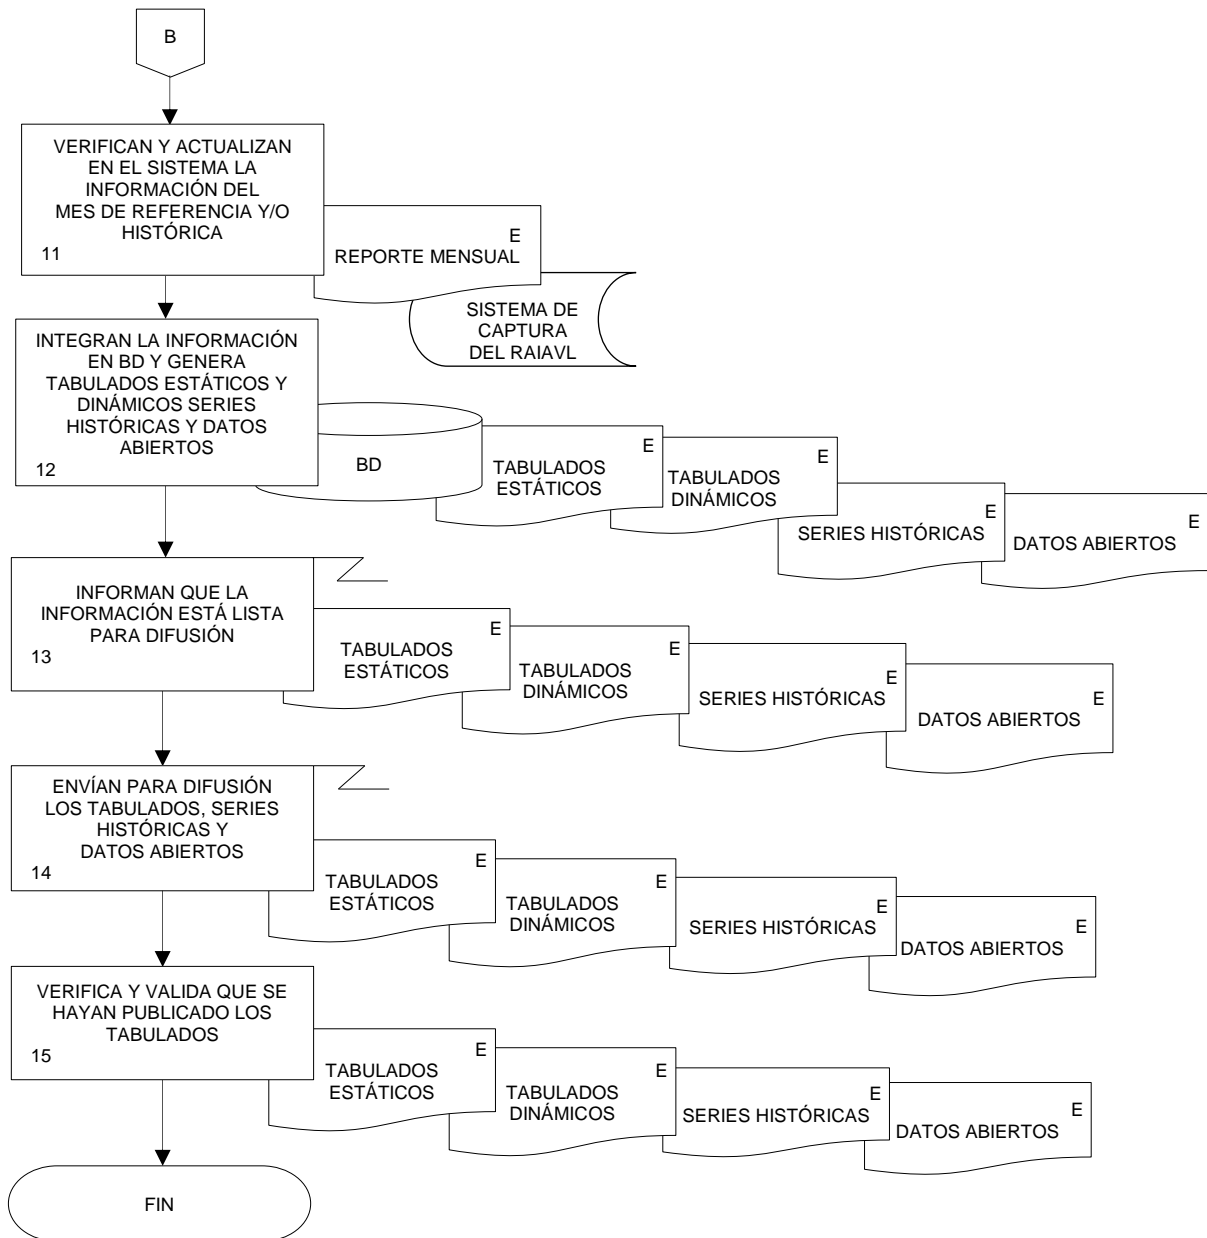 B
VERIFICAN Y ACTUALIZAN
EN EL SISTEMA LA
INFORMACIÓN DEL
MES DE REFERENCIA Y/O
HISTÓRICA
11
E
REPORTE MENSUAL
SISTEMA DE
CAPTURA
DEL RAIAVL
INTEGRAN LA INFORMACIÓN
EN BD Y GENERA
TABULADOS ESTÁTICOS Y
DINÁMICOS SERIES
HISTÓRICAS Y DATOS
ABIERTOS
12
BD
E
TABULADOS
ESTÁTICOS
E
TABULADOS
DINÁMICOS
E
SERIES HISTÓRICAS
E
DATOS ABIERTOS
INFORMAN QUE LA
INFORMACIÓN ESTÁ LISTA
PARA DIFUSIÓN
13
E
TABULADOS
ESTÁTICOS
E
TABULADOS
DINÁMICOS
E
SERIES HISTÓRICAS
E
DATOS ABIERTOS
ENVÍAN PARA DIFUSIÓN
LOS TABULADOS, SERIES
HISTÓRICAS Y
DATOS ABIERTOS
14
E
TABULADOS
ESTÁTICOS
E
TABULADOS
DINÁMICOS
E
SERIES HISTÓRICAS
E
DATOS ABIERTOS
VERIFICA Y VALIDA QUE SE
HAYAN PUBLICADO LOS
TABULADOS
15
E
TABULADOS
ESTÁTICOS
E
TABULADOS
DINÁMICOS
E
SERIES HISTÓRICAS
E
DATOS ABIERTOS
FIN